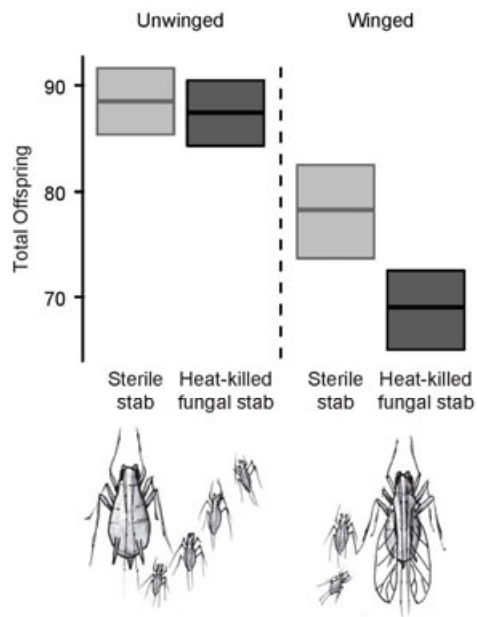 Unwinged Winged
90
80
70
Total Offspring
Sterile stab
Heat-killed fungal stab
Sterile stab
Heat-killed fungal stab